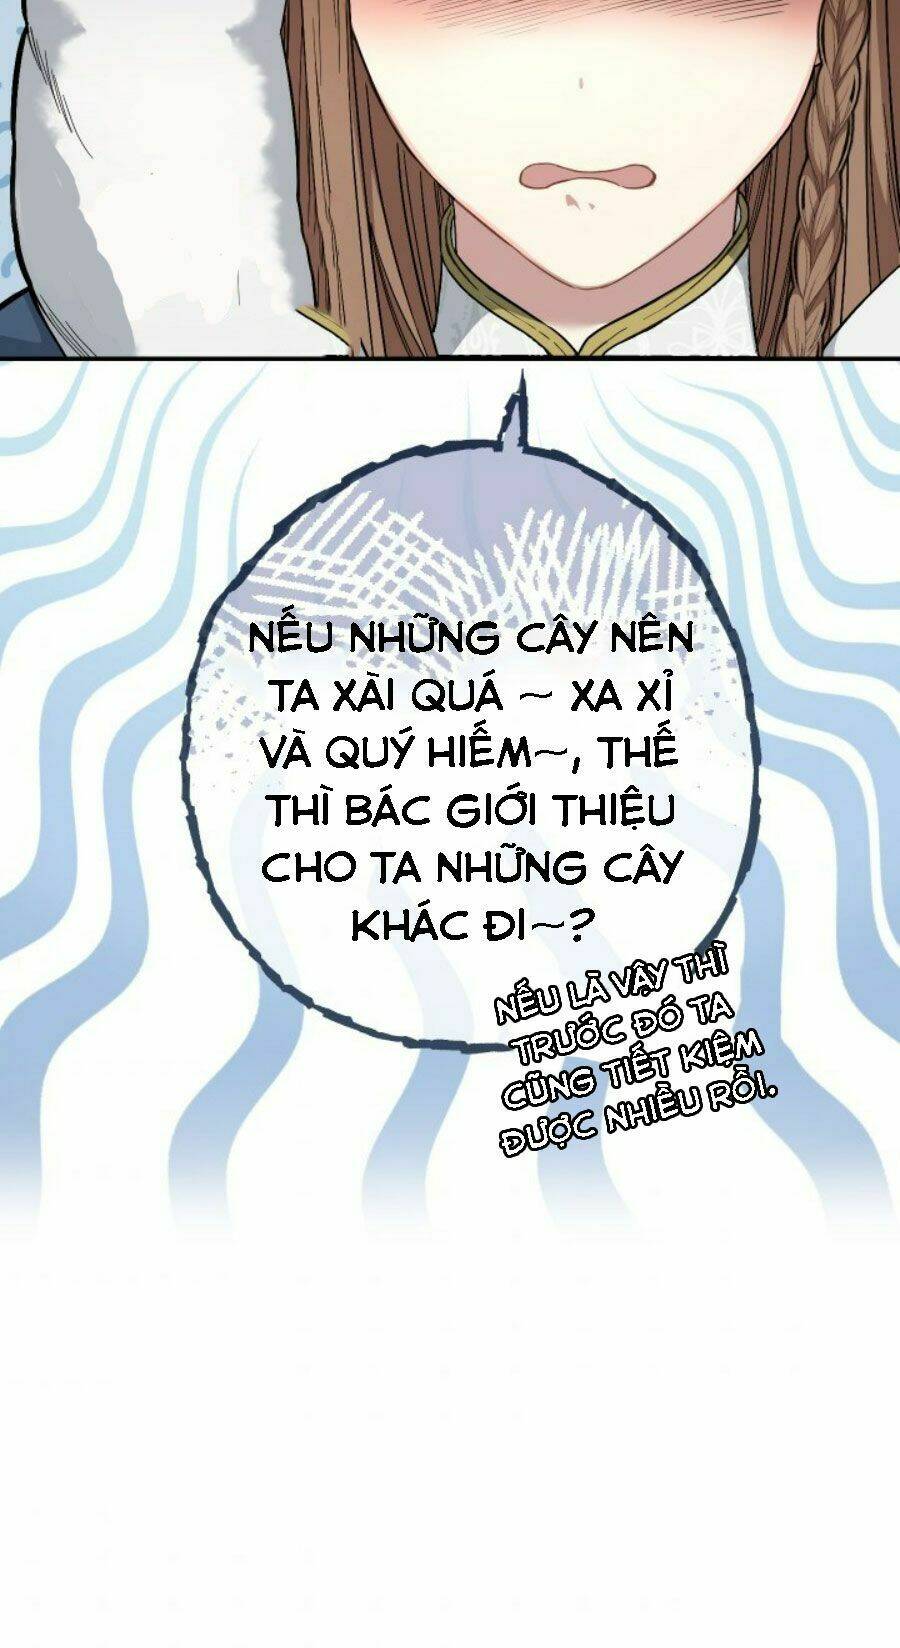 NẾU NHỮNG CÂY NÊN
TA XÀI QUÁ ~ XA XỈ
VÀ QUÝ HIẾM~, THẾ
THÌ BÁC GIỚI THIỆU
CHO TA NHỮNG CÂY
KHÁC ĐI~?
NẾU LÀ VẬY THÌ
TRƯỚC ĐÓ TA
CŨNG TIẾT KIỆM
ĐƯỢC NHIỀU RỒI.